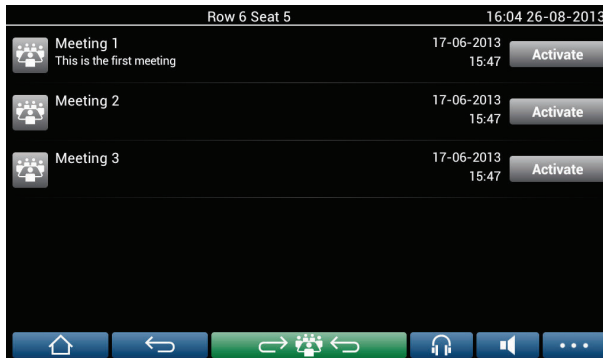 Row 6 Seat 5 16:04 26-08-2013
Meeting 1 17-06-2013
This is the first meeting 15:47 Activate
Meeting 2 17-06-2013
15:47 Activate
Meeting 3 17-06-2013
15:47 Activate